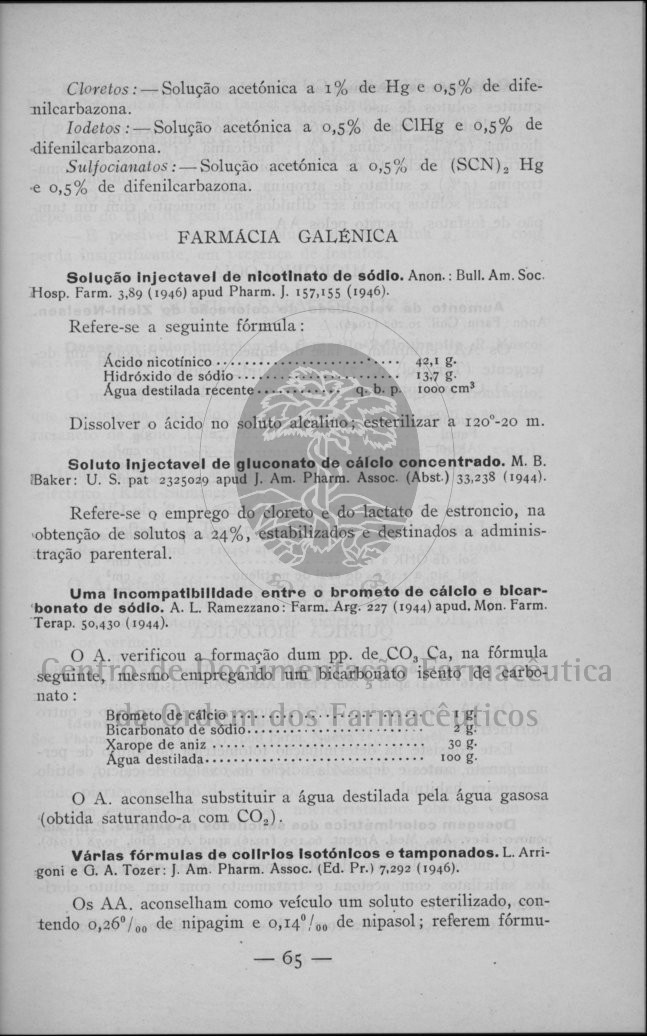 Cloretos: — Solução acetónica a 1% de Hg e 0,5% de dife-
nilcarbazona.
Iodetos: — Solução acetónica a 0,5% de ClHg e 0,5% de
difenilcarbazona.
Sulfocianatos: — Solução acetónica a 0,5% de (SCN)₂ Hg
e 0,5% de difenilcarbazona.
FARMÁCIA GALÉNICA
Solução injectavel de nicotinato de sódio. Anon.: Bull. Am. Soc.
Hosp. Farm. 3,89 (1946) apud Pharm. J. 157,155 (1946).
Refere-se a seguinte fórmula:
Ácido nicotínico ........................ 42,1 g.
Hidróxido de sódio ........................ 13,7 g.
Água destilada recente ............ q. b. p. 1000 cm³
Dissolver o ácido no soluto alcalino; esterilizar a 120°-20 m.
Soluto Injectavel de gluconato de cálcio concentrado. M. B.
Baker: U. S. pat 2325029 apud J. Am. Pharm. Assoc. (Abst.) 33,238 (1944).
Refere-se o emprego do cloreto e do lactato de estroncio, na
obtenção de solutos a 24%, estabilizados e destinados a adminis-
tração parenteral.
Uma incompatibilidade entre o brometo de cálcio e bicar-
bonato de sódio. A. L. Ramezzano: Farm. Arg. 227 (1944) apud. Mon. Farm.
Terap. 50,430 (1944).
O A. verificou a formação dum pp. de CO₃ Ca, na fórmula
seguinte, mesmo empregando um bicarbonato isento de carbo-
nato:
Centro de Documentação Farmacêutica
da Ordem dos Farmacêuticos
Brometo de cálcio ........................ 1 g.
Bicarbonato de sódio ........................ 2 g.
Xarope de aniz ........................ 30 g.
Água destilada ........................ 100 g.
O A. aconselha substituir a água destilada pela água gasosa
(obtida saturando-a com CO₂).
Várias fórmulas de colirios isotónicos e tamponados. L. Arri-
goni e G. A. Tozer: J. Am. Pharm. Assoc. (Ed. Pr.) 7,292 (1946).
Os AA. aconselham como veículo um soluto esterilizado, con-
tendo 0,26⁰/₀₀ de nipagim e 0,14⁰/₀₀ de nipasol; referem fórmu-
— 65 —